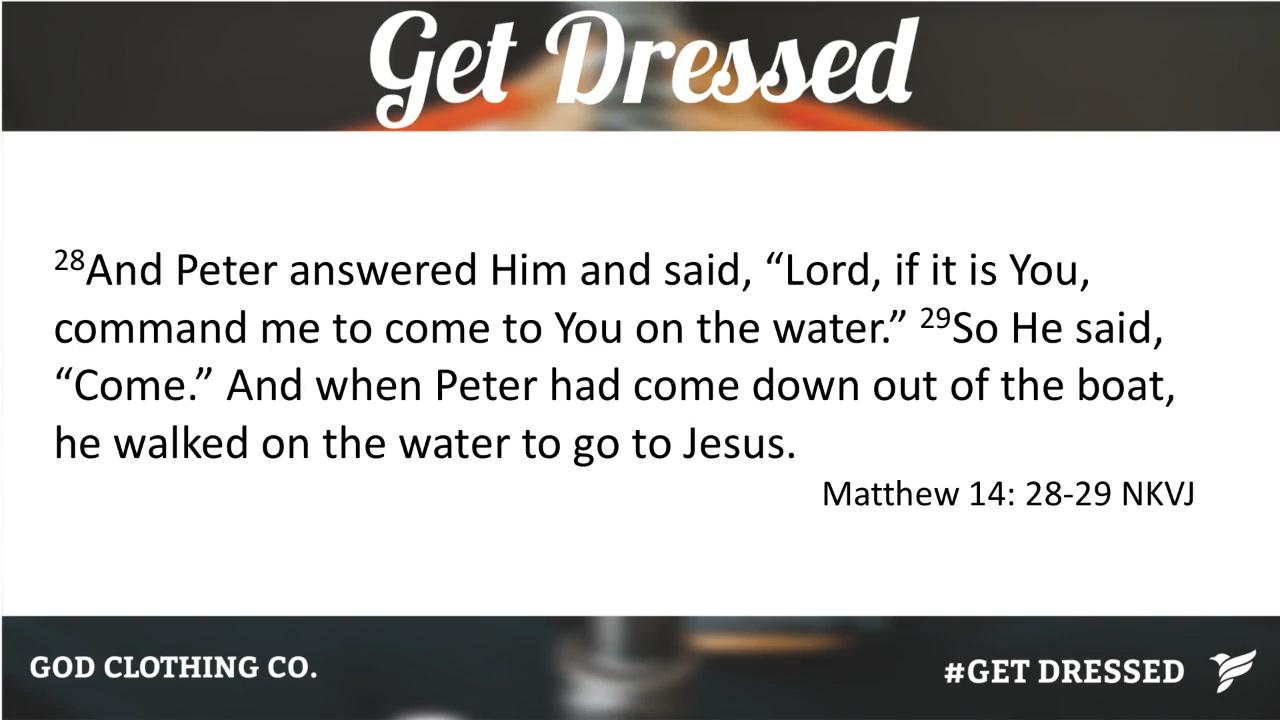 Get Dressed
28And Peter answered Him and said, “Lord, if it is You,
command me to come to You on the water.” 29So He said,
“Come.” And when Peter had come down out of the boat,
he walked on the water to go to Jesus.
Matthew 14: 28-29 NKVJ
GOD CLOTHING CO.
#GET DRESSED